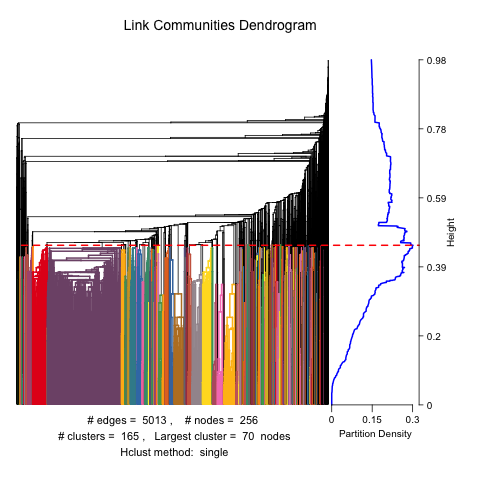 Link Communities Dendrogram
0.98
0.78
0.59
0.39
0.2
0
Height
0 0.15 0.3
Partition Density
# edges = 5013 , # nodes = 256
# clusters = 165 , Largest cluster = 70 nodes
Hclust method: single